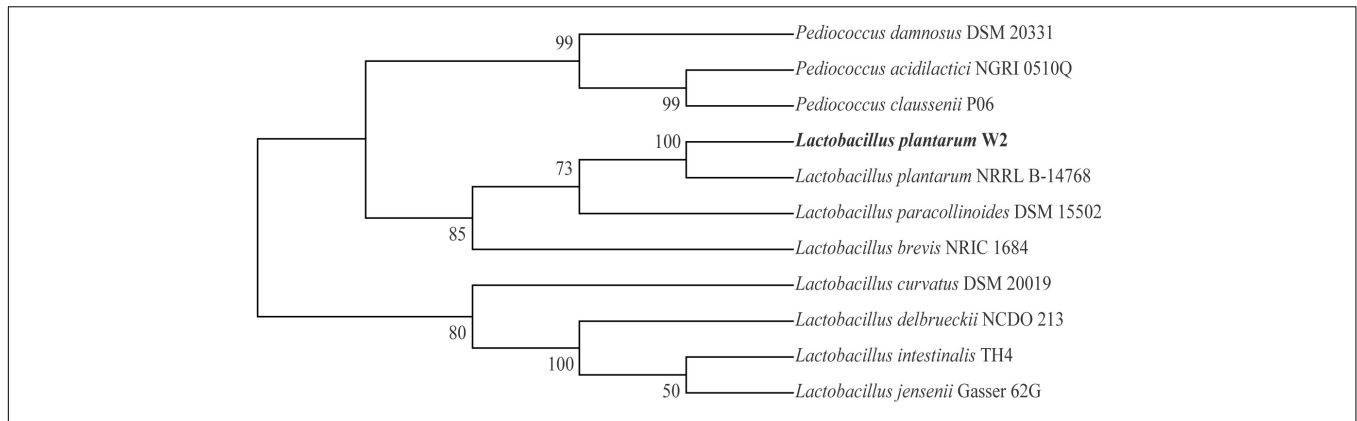 99
Pediococcus damnosus DSM 20331
Pediococcus acidilactici NGRI 0510Q
99
Pediococcus claussenii P06
100
Lactobacillus plantarum W2
73
Lactobacillus plantarum NRRL B-14768
Lactobacillus paracollinoides DSM 15502
85
Lactobacillus brevis NRIC 1684
Lactobacillus curvatus DSM 20019
80
Lactobacillus delbrueckii NCDO 213
100
Lactobacillus intestinalis TH4
50
Lactobacillus jensenii Gasser 62G